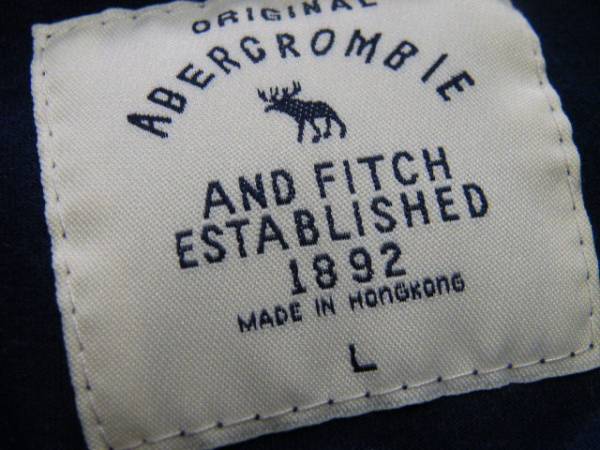 ORIGINAL
ABERCROMBIE
AND FITCH
ESTABLISHED
1892
MADE IN HONGKONG
L